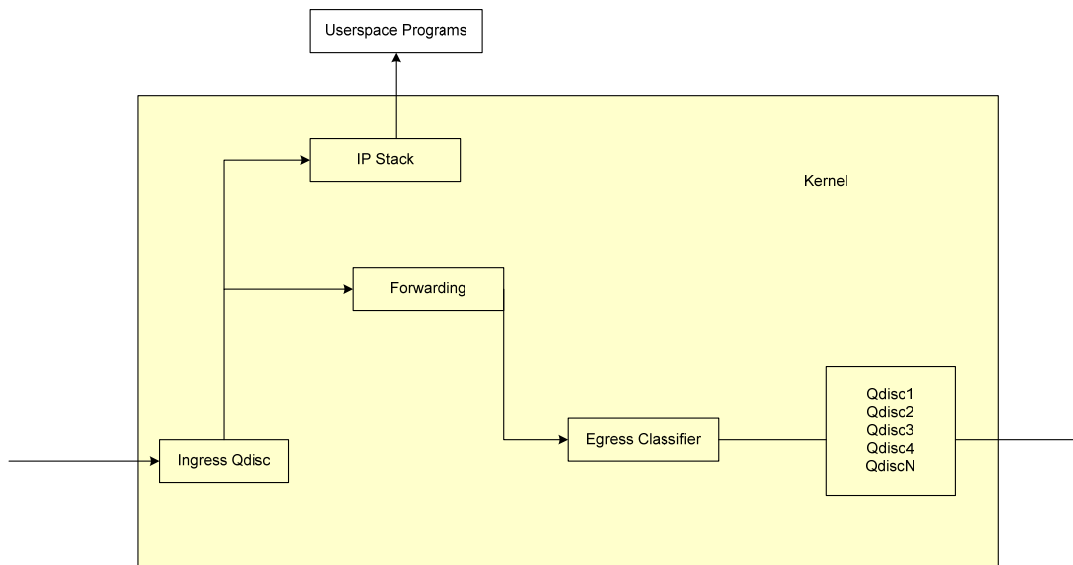 Userspace Programs
IP Stack
Kernel
Forwarding
Qdisc1
Qdisc2
Qdisc3
Qdisc4
QdiscN
Egress Classifier
Ingress Qdisc